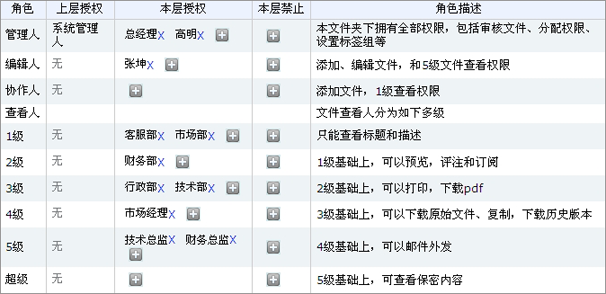 角色 上层授权 本层授权 本层禁止 角色描述
管理人 系统管理人 总经理X 高明X 本文件夹下拥有全部权限，包括审核文件、分配权限、设置标签组等
编辑人 无 张坤X 添加、编辑文件，和5级文件查看权限
协作人 无 添加文件，1级查看权限
查看人 文件查看人分为如下多级
1级 无 客服部X 市场部X 只能查看标题和描述
2级 无 财务部X 1级基础上，可以预览，评注和订阅
3级 无 行政部X 技术部X 2级基础上，可以打印，下载pdf
4级 无 市场经理X 3级基础上，可以下载原始文件、复制，下载历史版本
5级 无 技术总监X 财务总监X 4级基础上，可以邮件外发
超级 无 5级基础上，可查看保密内容